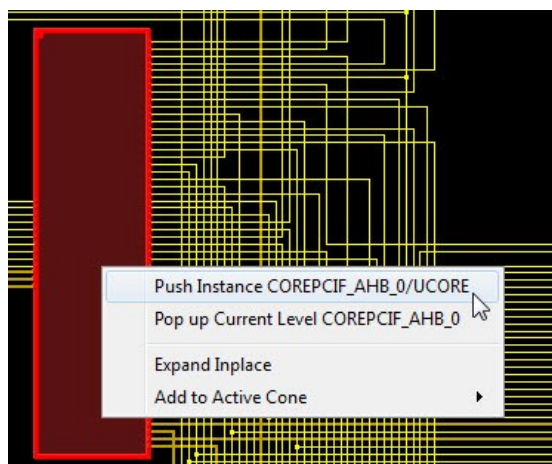 Push Instance COREPCIF_AHB_0/UCORE
Pop up Current Level COREPCIF_AHB_0
Expand Inplace
Add to Active Cone